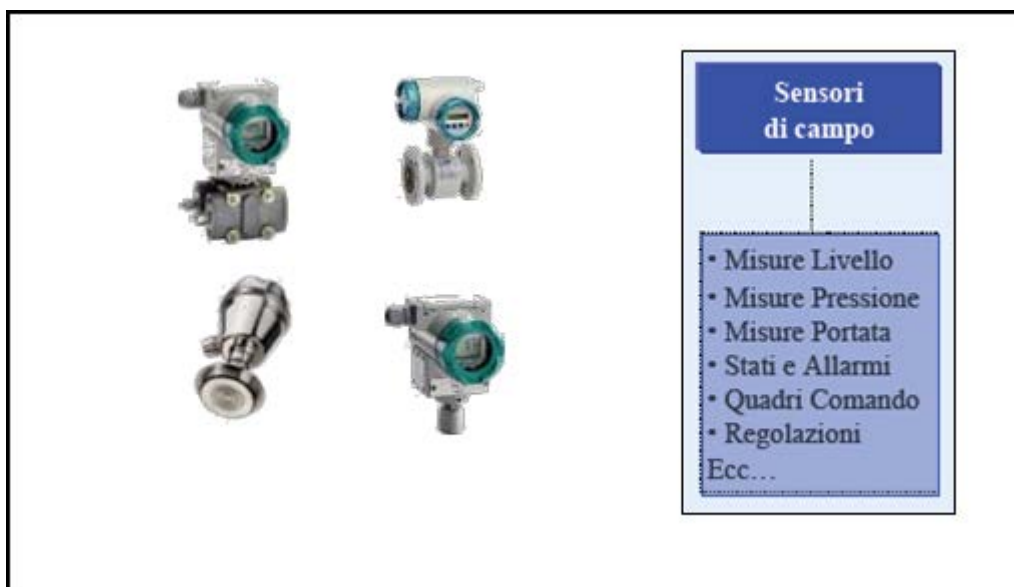 Sensori
di campo
• Misure Livello
• Misure Pressione
• Misure Portata
• Stati e Allarmi
• Quadri Comando
• Regolazioni
Ecc...